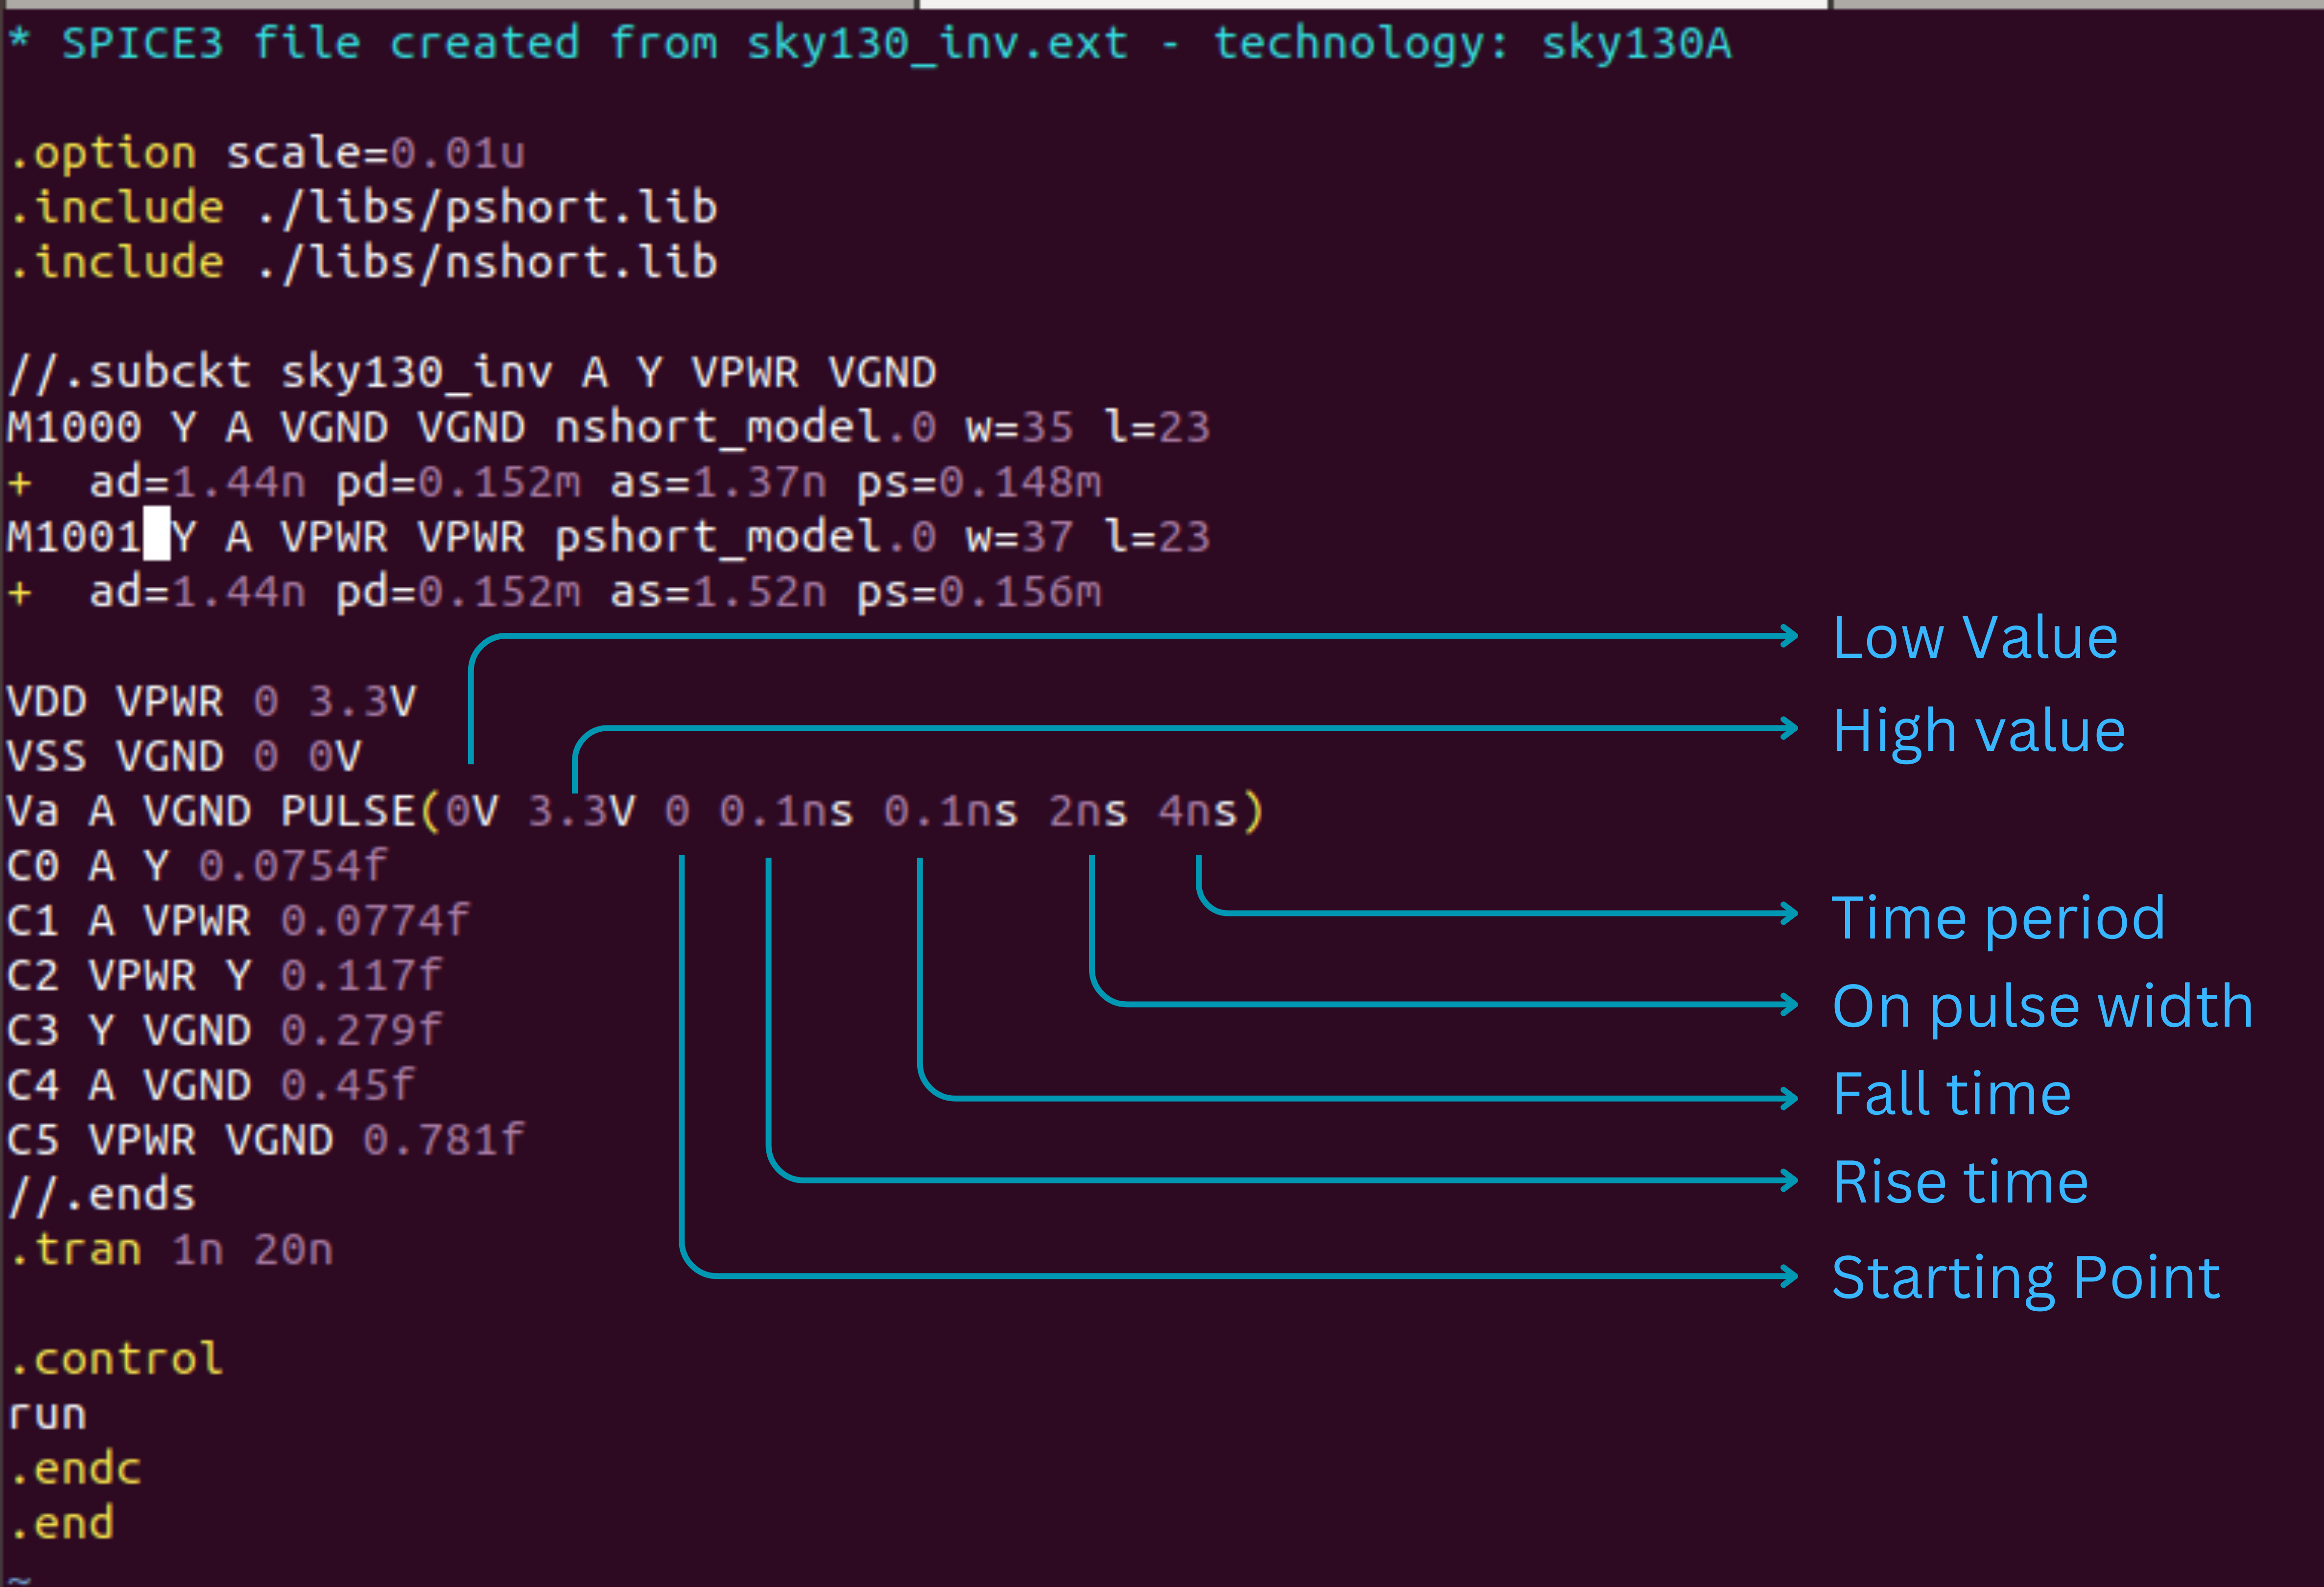 * SPICE3 file created from sky130_inv.ext - technology: sky130A
.option scale=0.01u
.include ./libs/pshort.lib
.include ./libs/nshort.lib
//.subckt sky130_inv A Y VPWR VGND
M1000 Y A VGND VGND nshort_model.0 w=35 l=23
+  ad=1.44n pd=0.152m as=1.37n ps=0.148m
M1001 Y A VPWR VPWR pshort_model.0 w=37 l=23
+  ad=1.44n pd=0.152m as=1.52n ps=0.156m
Low Value
VDD VPWR 0 3.3V
High value
VSS VGND 0 0V
Va A VGND PULSE(0V 3.3V 0 0.1ns 0.1ns 2ns 4ns)
C0 A Y 0.0754f
C1 A VPWR 0.0774f
Time period
C2 VPWR Y 0.117f
On pulse width
C3 Y VGND 0.279f
C4 A VGND 0.45f
Fall time
C5 VPWR VGND 0.781f
Rise time
//.ends
.tran 1n 20n
Starting Point
.control
run
.endc
.end
~